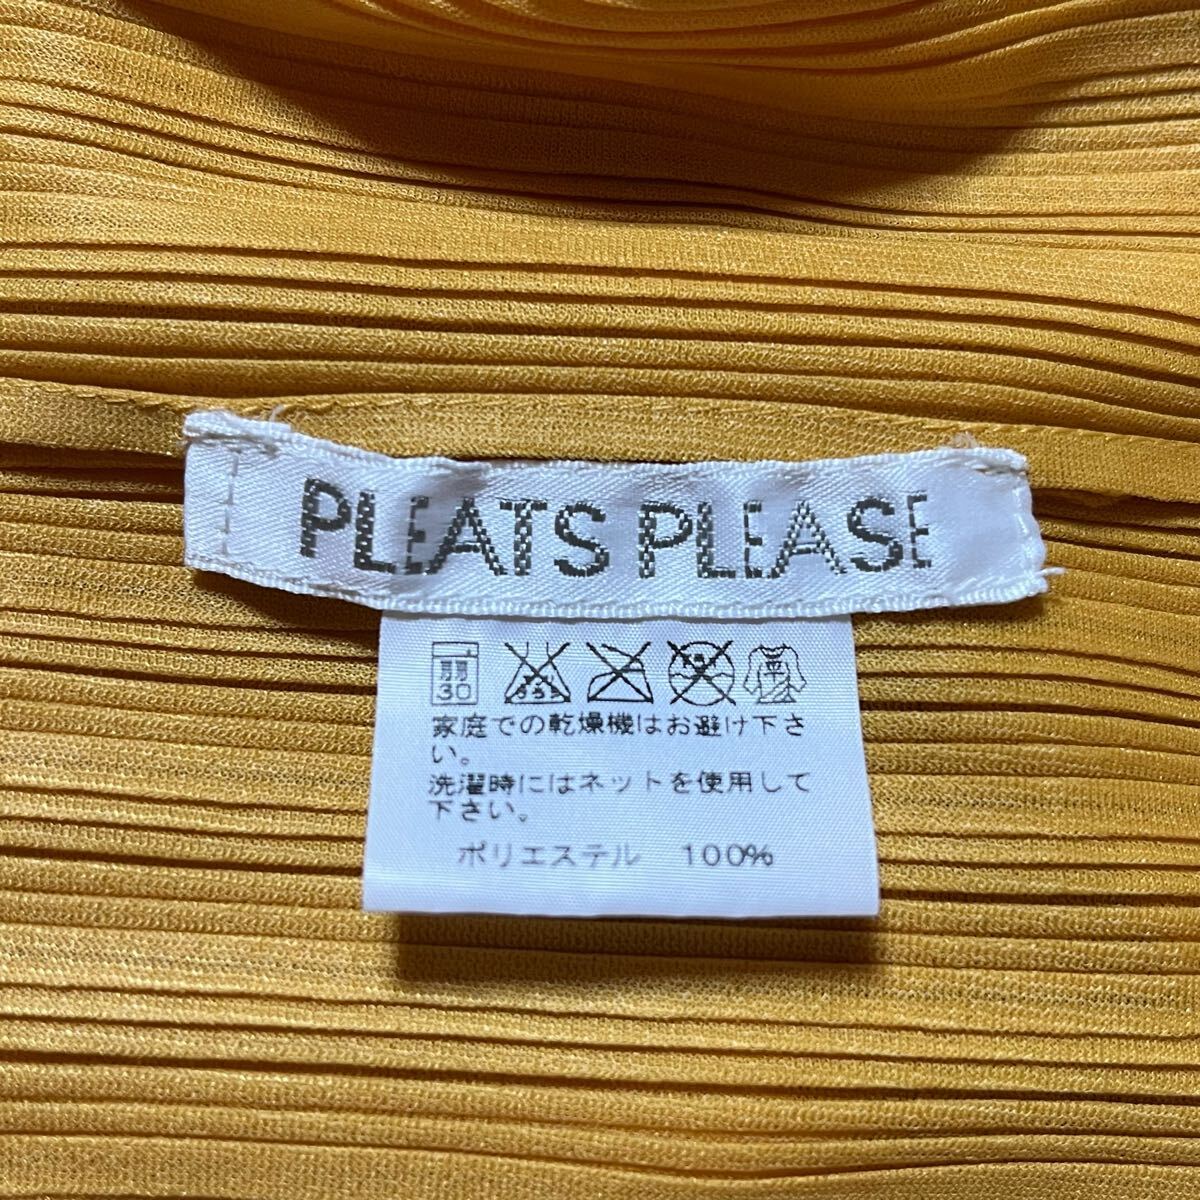 PLEATS PLEASE
30
家庭での乾燥機はお避け下さ
い。
洗濯時にはネットを使用して
下さい。
ポリエステル 100%